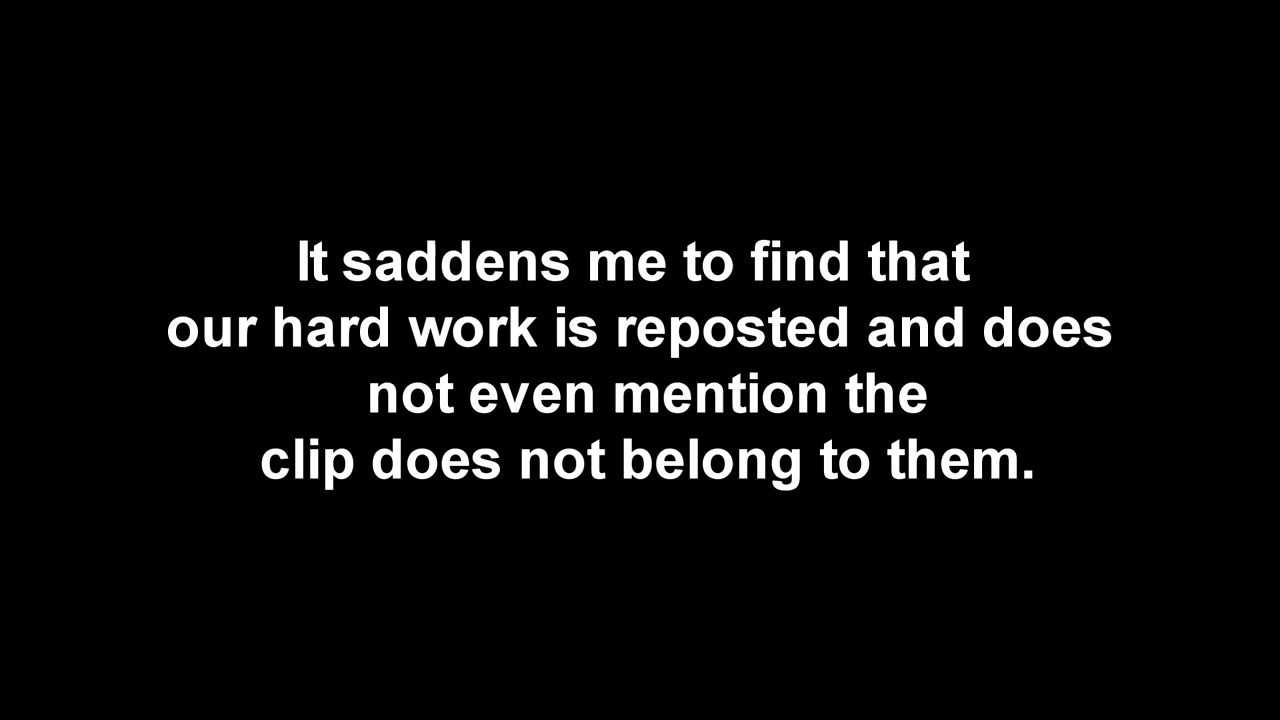 It saddens me to find that
our hard work is reposted and does
not even mention the
clip does not belong to them.